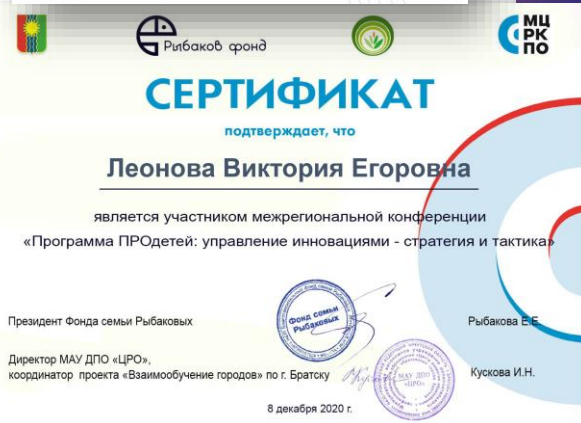 Рыбаков фонд
МЦ
РК
ПО
СЕРТИФИКАТ
подтверждает, что
Леонова Виктория Егоровна
является участником межрегиональной конференции
«Программа ПРОдетей: управление инновациями - стратегия и тактика»
Фонд семьи
Рыбаковых
Президент Фонда семьи Рыбаковых
Рыбакова Е.Е.
Директор МАУ ДПО «ЦРО»,
координатор проекта «Взаимообучение городов» по г. Братску
МАУ ДПО
«ЦРО»
Кускова И.Н.
8 декабря 2020 г.